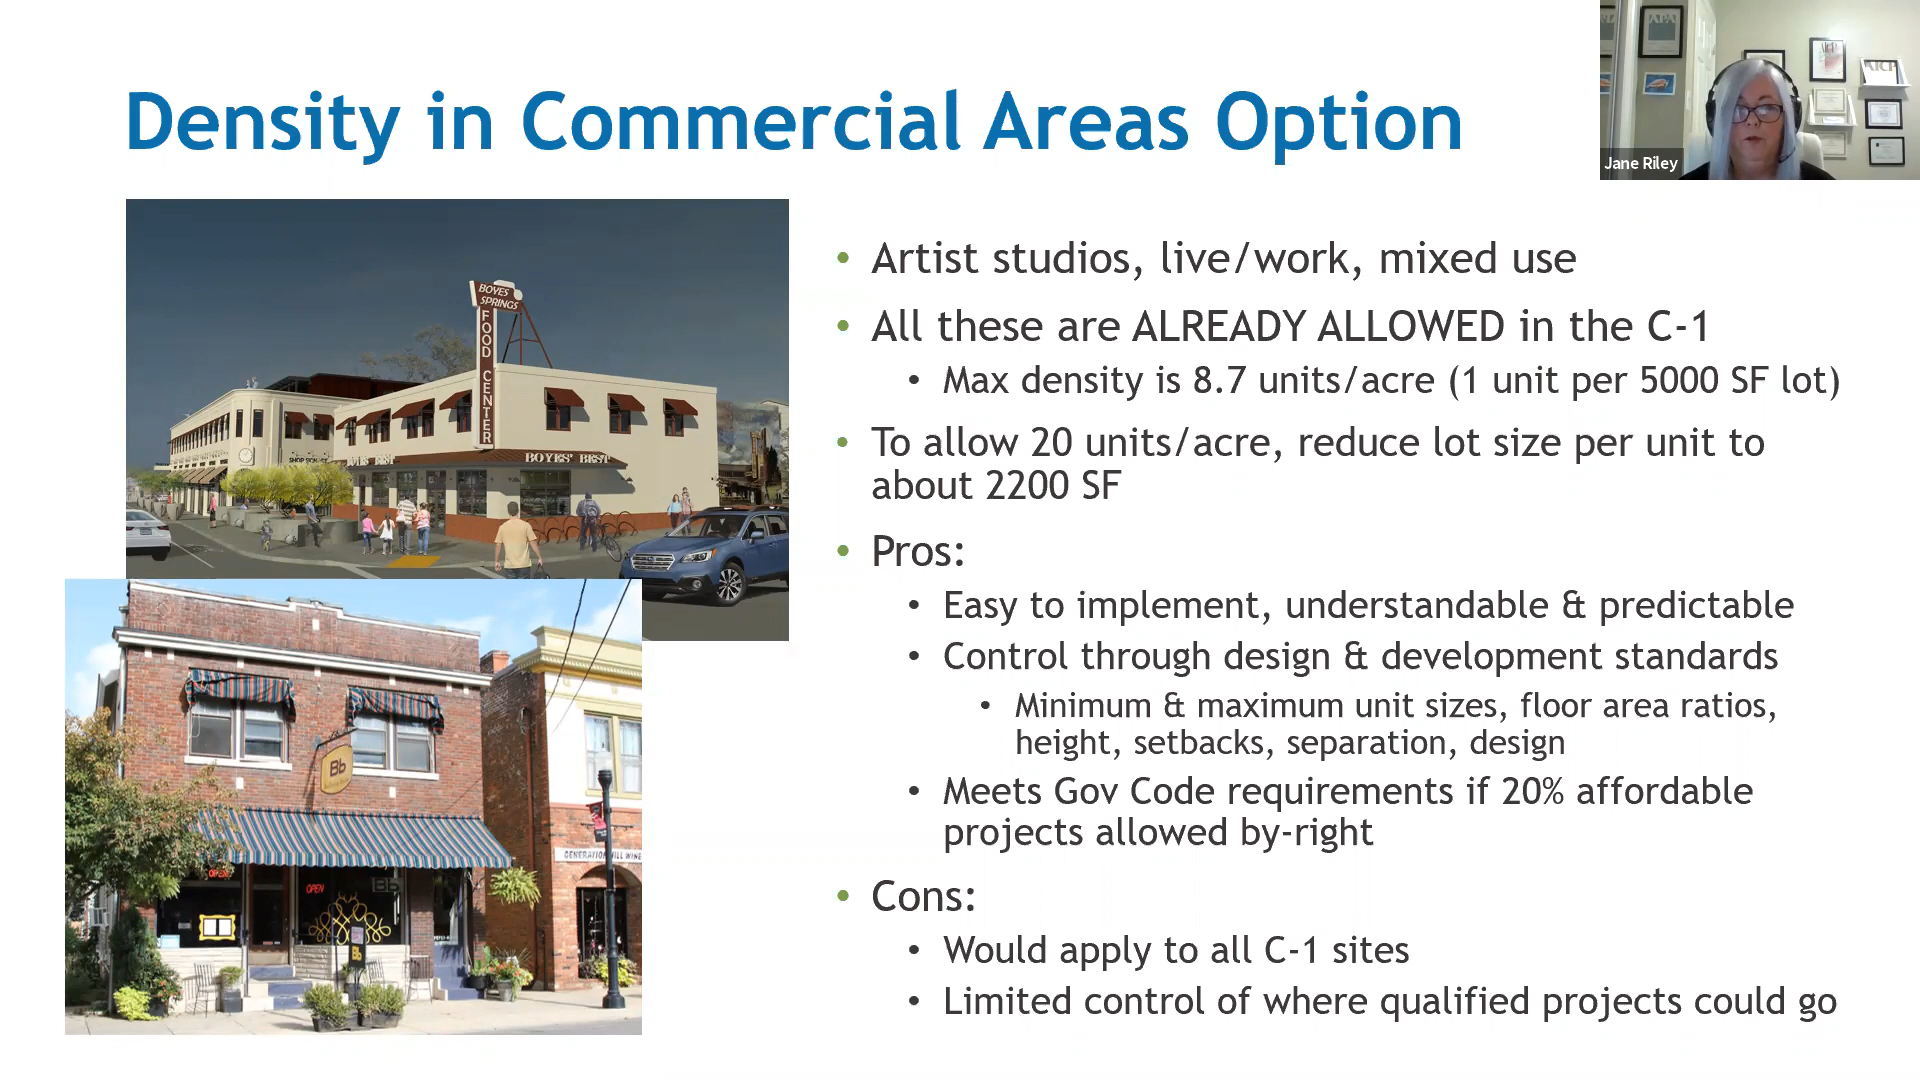 Density in Commercial Areas Option
APA
AICP
Jane Riley
BOYES
SPRINGS
FOOD CENTER
BOYES' BEST
• Artist studios, live/work, mixed use
• All these are ALREADY ALLOWED in the C-1
• Max density is 8.7 units/acre (1 unit per 5000 SF lot)
• To allow 20 units/acre, reduce lot size per unit to
about 2200 SF
• Pros:
• Easy to implement, understandable & predictable
• Control through design & development standards
• Minimum & maximum unit sizes, floor area ratios,
height, setbacks, separation, design
• Meets Gov Code requirements if 20% affordable
projects allowed by-right
• Cons:
• Would apply to all C-1 sites
• Limited control of where qualified projects could go
Bb
OPEN
OPEN
Bb
Bb